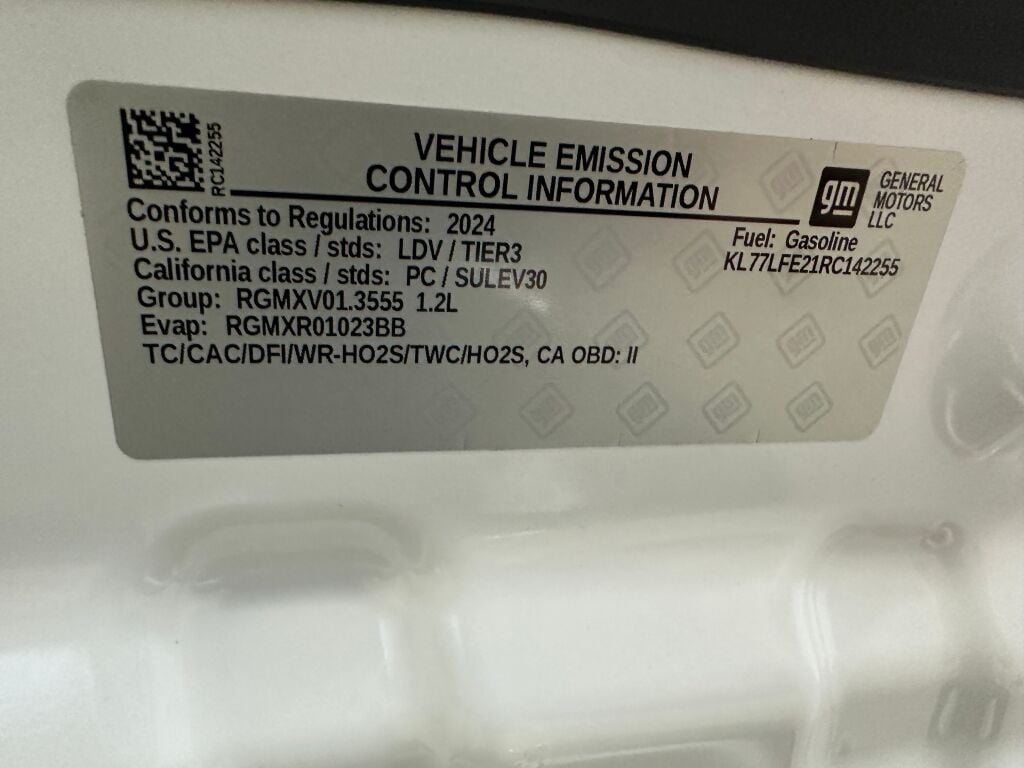 RC142255
VEHICLE EMISSION
CONTROL INFORMATION
gm
GENERAL
MOTORS
LLC
Conforms to Regulations: 2024
U.S. EPA class / stds: LDV / TIER3
California class / stds: PC / SULEV30
Group: RGMXV01.3555 1.2L
Evap: RGMXR01023BB
TC/CAC/DFI/WR-HO2S/TWC/HO2S, CA OBD: II
Fuel: Gasoline
KL77LFE21RC142255